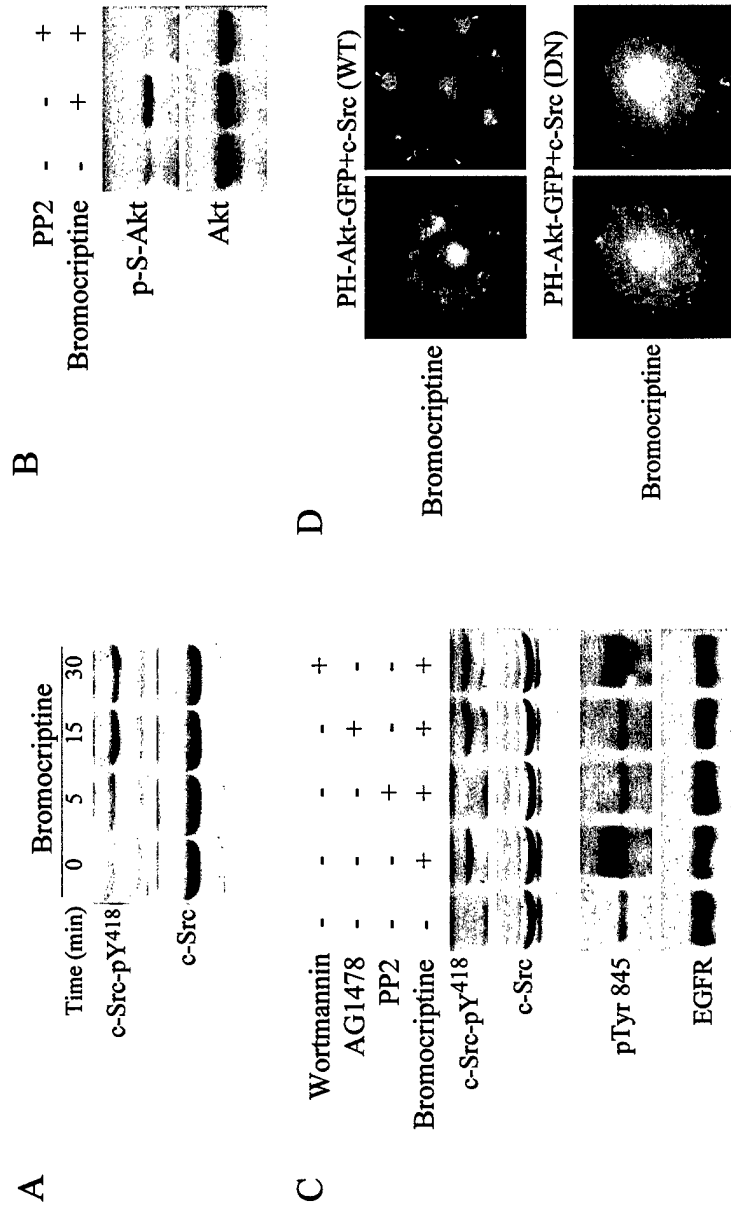 A
Bromocriptine
Time (min) 0 5 15 30
c-Src-pY418
c-Src
B
PP2 - - +
Bromocriptine - + +
p-S-Akt
Akt
C
Wortmannin - - - - +
AG1478 - - - + -
PP2 - - + - -
Bromocriptine - + + + +
c-Src-pY418
c-Src
pTyr 845
EGFR
D
PH-Akt-GFP+c-Src (WT)
Bromocriptine
PH-Akt-GFP+c-Src (DN)
Bromocriptine